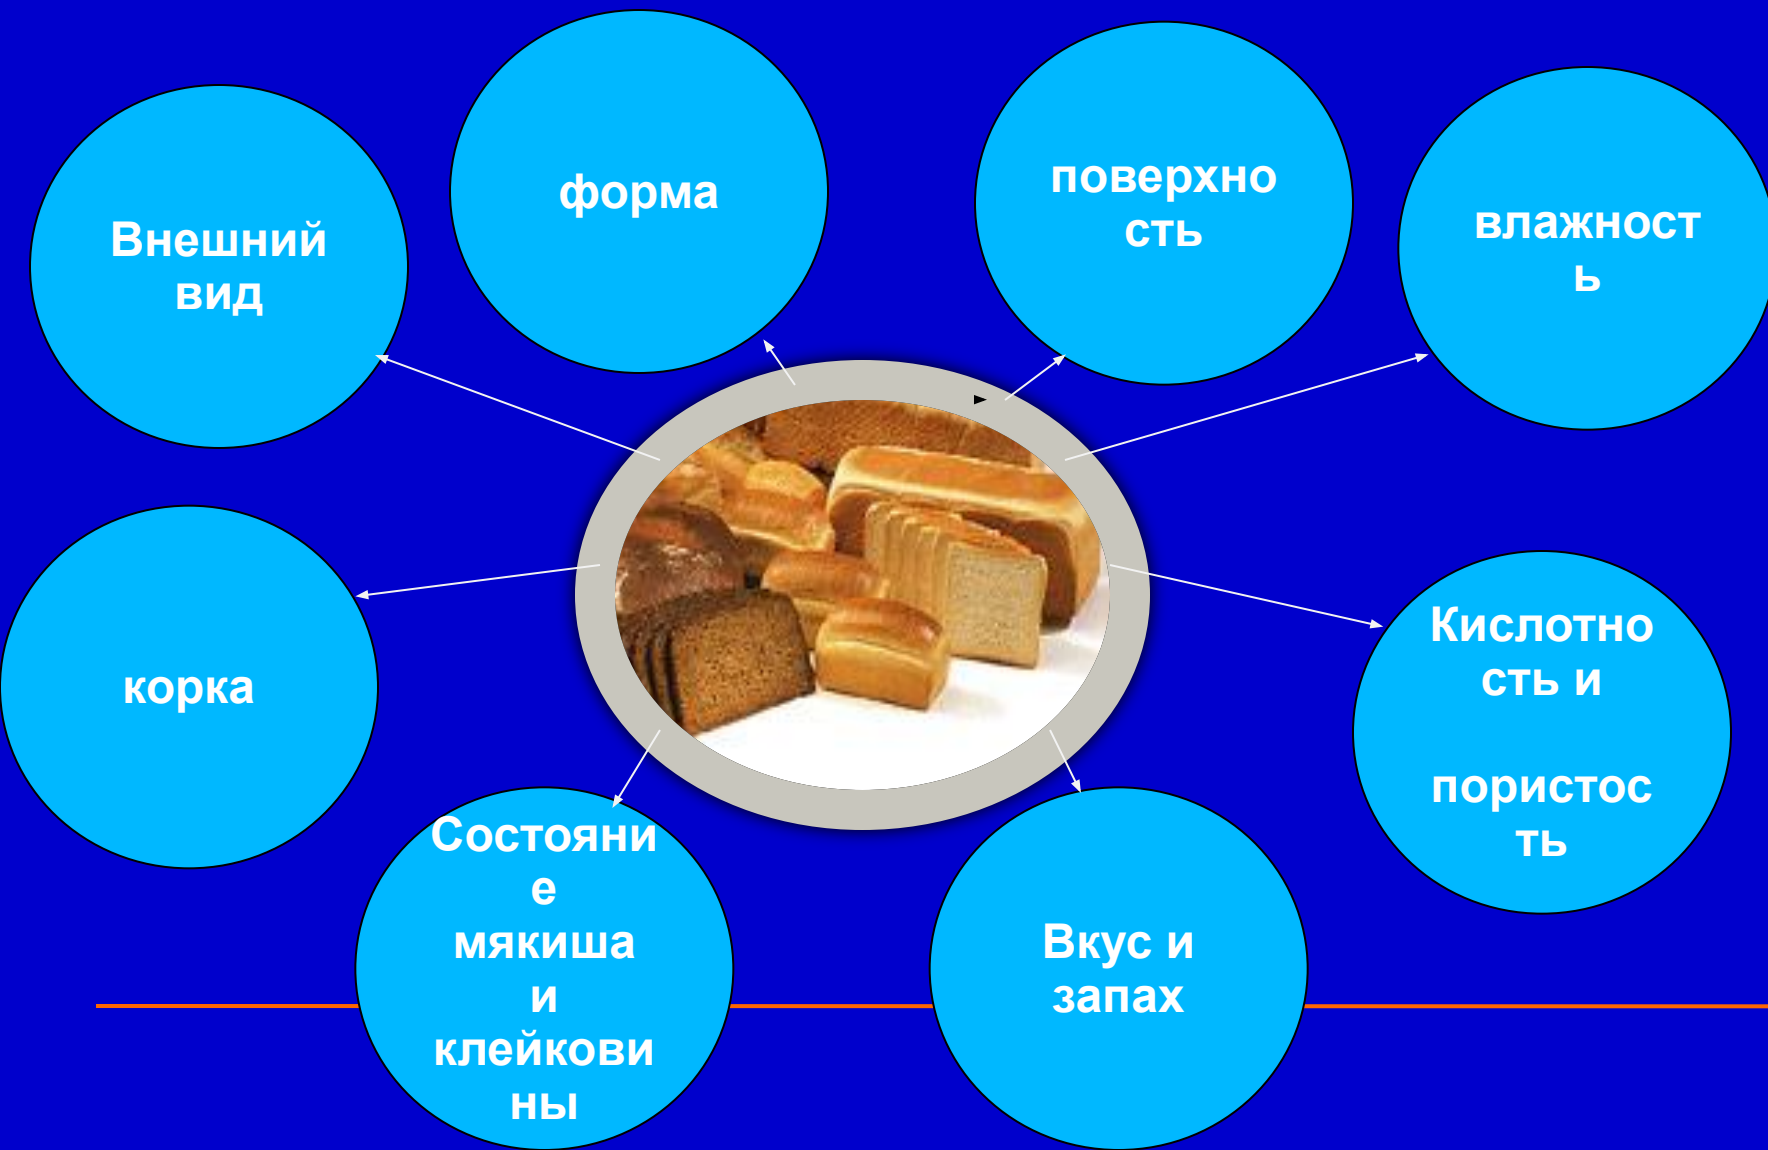 Внешний
вид
форма
поверхно
сть
влажност
ь
корка
Кислотно
сть и
пористос
ть
Состояни
е
мякиша
и
клейкови
ны
Вкус и
запах